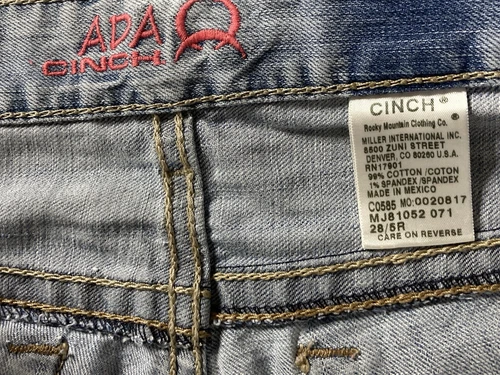 ADA
CINCH
CINCH®
Rocky Mountain Clothing Co. ®
MILLER INTERNATIONAL INC.
8500 ZUNI STREET
DENVER, CO 80260 U.S.A.
RN17901
99% COTTON /COTON
1% SPANDEX /SPANDEX
MADE IN MEXICO
C0585 MO:0020817
MJ81052 071
28/5R
CARE ON REVERSE